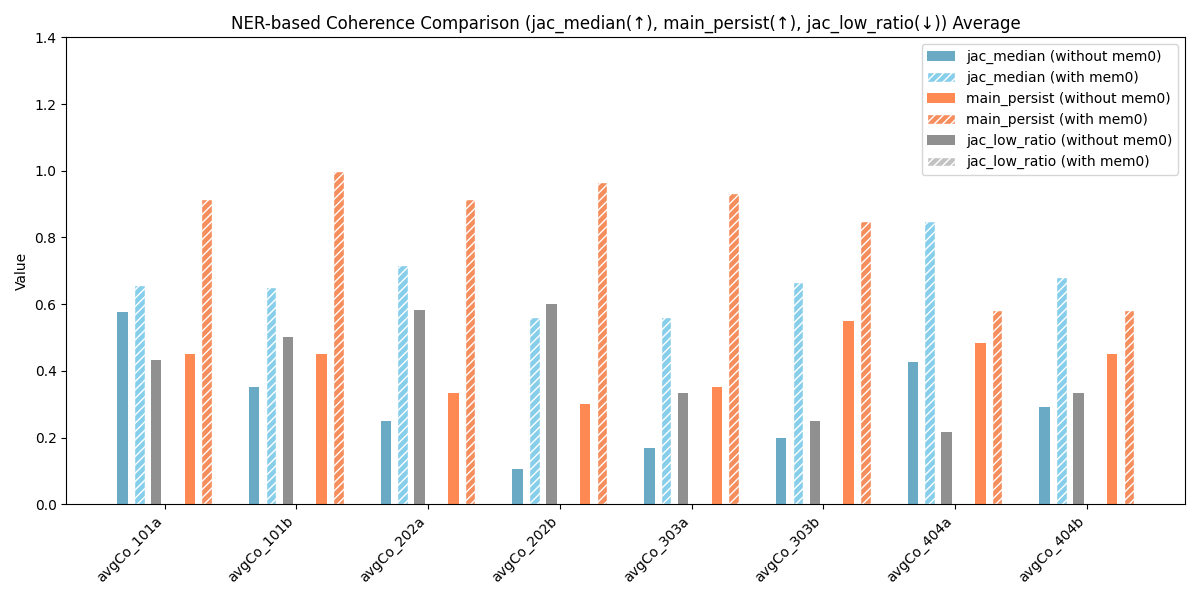 NER-based Coherence Comparison (jac_median(↑), main_persist(↑), jac_low_ratio(↓)) Average
Value
1.4
1.2
1.0
0.8
0.6
0.4
0.2
0.0
jac_median (without mem0)
jac_median (with mem0)
main_persist (without mem0)
main_persist (with mem0)
jac_low_ratio (without mem0)
jac_low_ratio (with mem0)
avgCo_101a
avgCo_101b
avgCo_202a
avgCo_202b
avgCo_303a
avgCo_303b
avgCo_404a
avgCo_404b